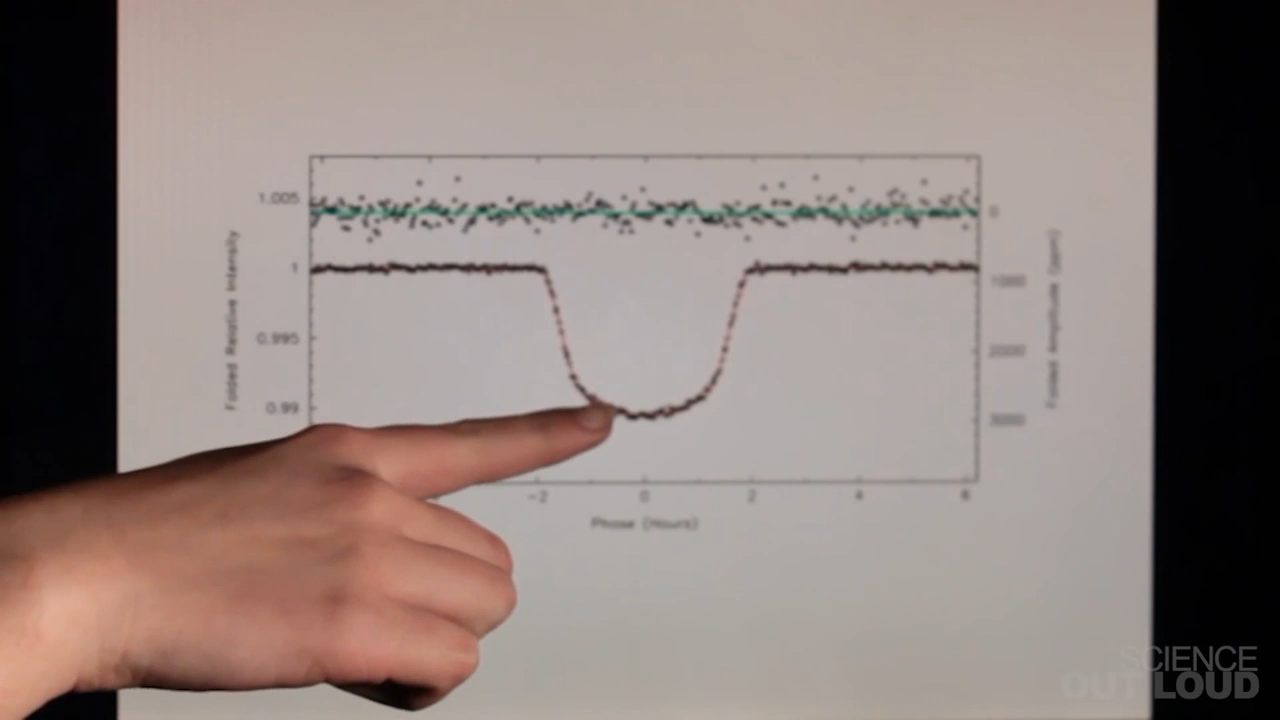 1.005
1
0.995
0.99
Folded Relative Intensity
0
1000
2000
3000
Folded Amplitude (ppm)
-2
0
2
4
6
Phase (Hours)
SCIENCE
OUT LOUD